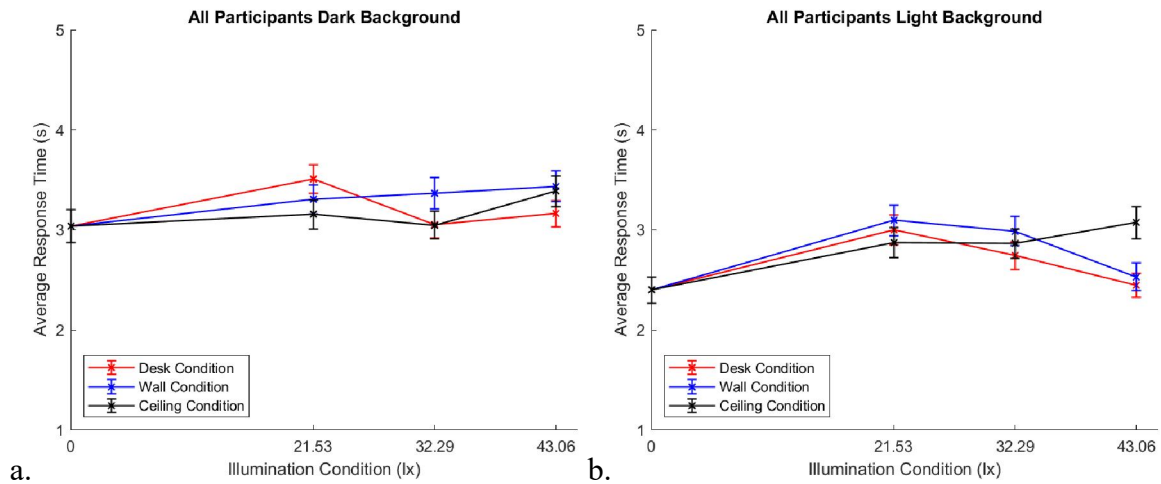 All Participants Dark Background
5
4
3
2
1
Average Response Time (s)
Desk Condition
Wall Condition
Ceiling Condition
0 21.53 32.29 43.06
Illumination Condition (lx)
a.
All Participants Light Background
5
4
3
2
1
Average Response Time (s)
Desk Condition
Wall Condition
Ceiling Condition
0 21.53 32.29 43.06
Illumination Condition (lx)
b.